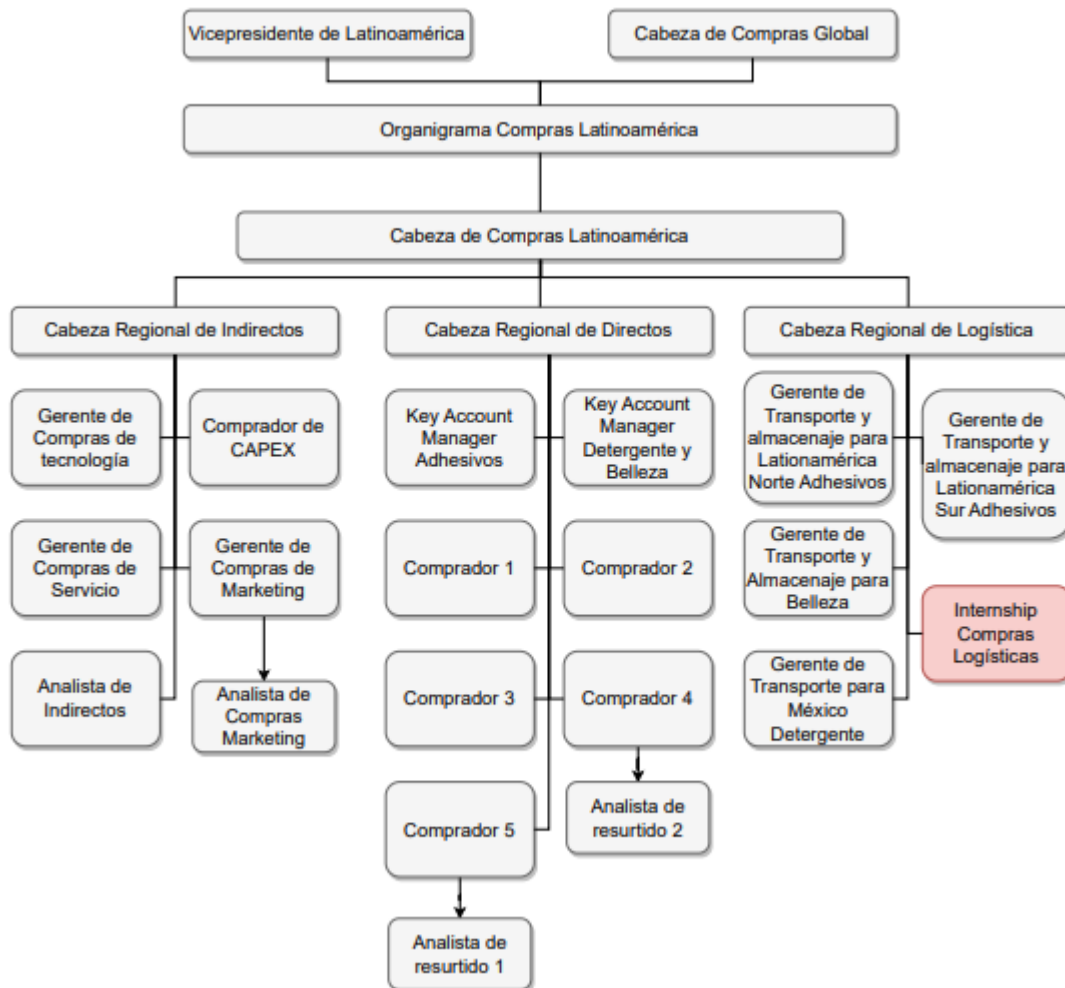 Vicepresidente de Latinoamérica
Cabeza de Compras Global
Organigrama Compras Latinoamérica
Cabeza de Compras Latinoamérica
Cabeza Regional de Indirectos
Cabeza Regional de Directos
Cabeza Regional de Logística
Gerente de
Compras de
tecnología
Comprador de
CAPEX
Key Account
Manager
Adhesivos
Key Account
Manager
Detergente y
Belleza
Gerente de
Transporte y
almacenaje para
Lationamérica
Norte Adhesivos
Gerente de
Transporte y
almacenaje para
Lationamérica
Sur Adhesivos
Gerente de
Compras de
Servicio
Gerente de
Compras de
Marketing
Comprador 1
Comprador 2
Gerente de
Transporte y
Almacenaje para
Belleza
Internship
Compras
Logísticas
Analista de
Indirectos
Analista de
Compras
Marketing
Comprador 3
Comprador 4
Gerente de
Transporte para
México
Detergente
Comprador 5
Analista de
resurtido 2
Analista de
resurtido 1